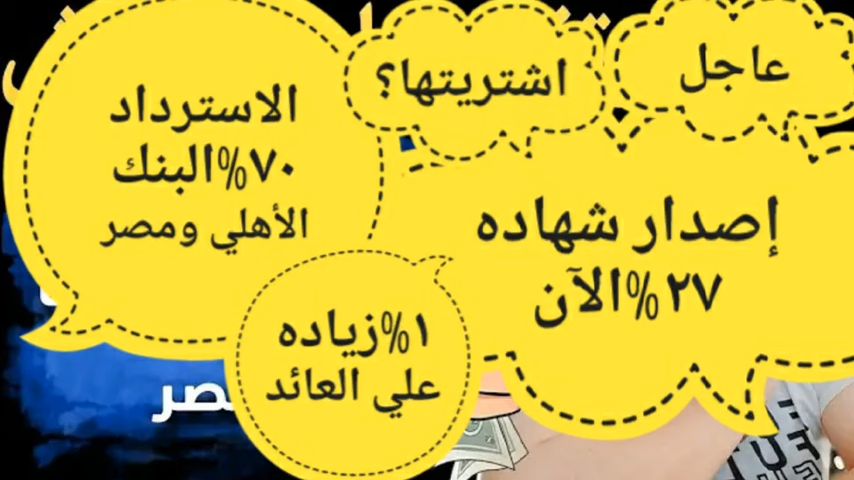 عاجل
اشتريتها؟
الاسترداد
٧٠%البنك
الأهلي ومصر
إصدار شهاده
٢٧%الآن
١%زياده
علي العائد